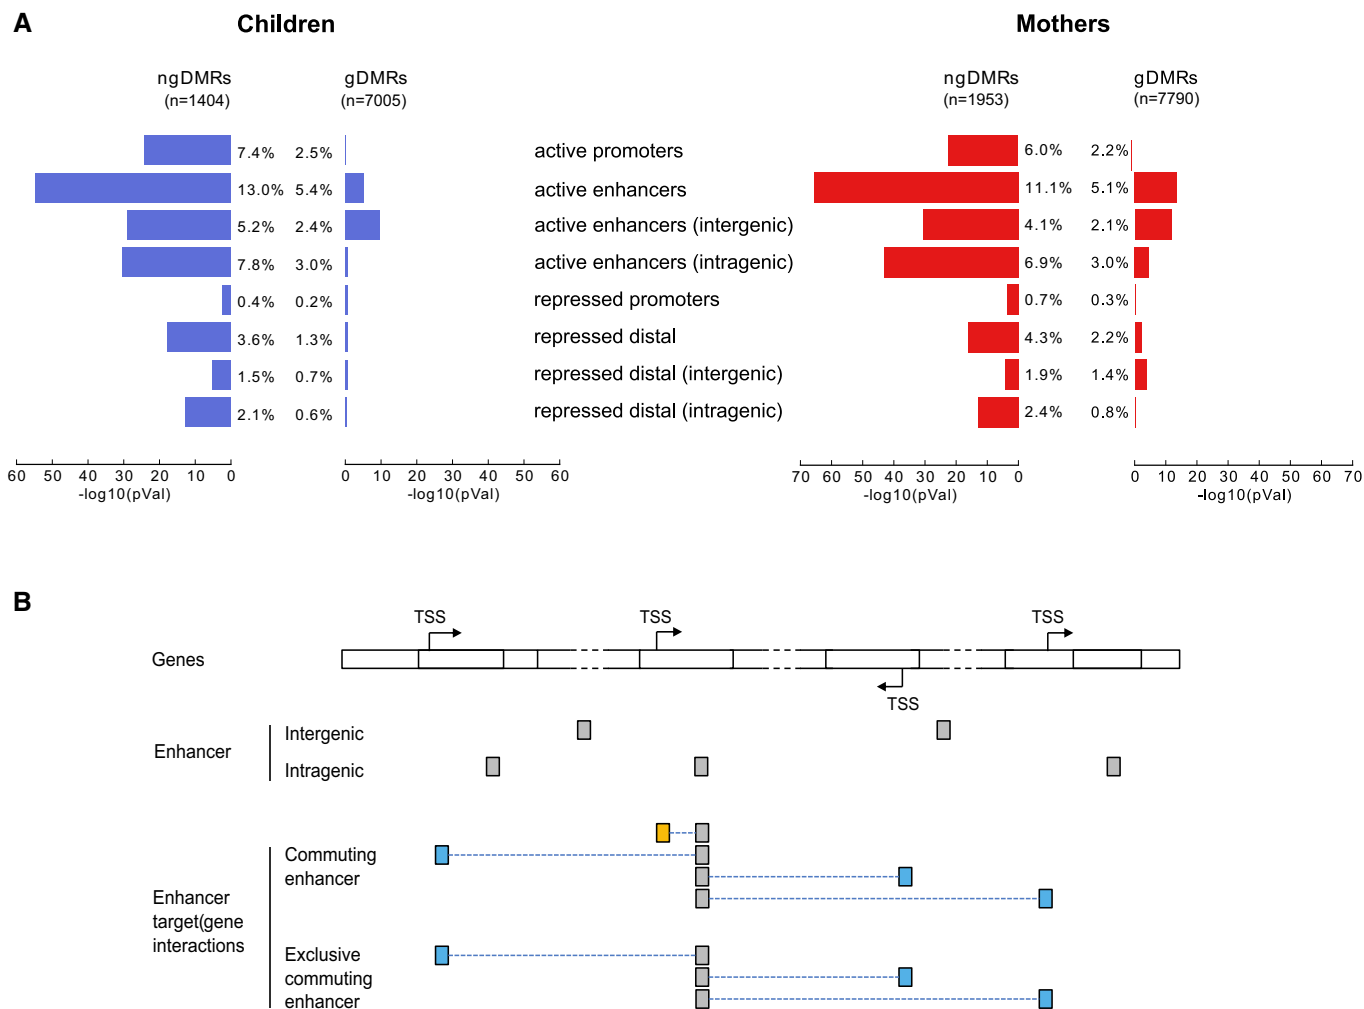 A
Children
Mothers
ngDMRs
(n=1404)
gDMRs
(n=7005)
ngDMRs
(n=1953)
gDMRs
(n=7790)
7.4% 2.5% active promoters 6.0% 2.2%
13.0% 5.4% active enhancers 11.1% 5.1%
5.2% 2.4% active enhancers (intergenic) 4.1% 2.1%
7.8% 3.0% active enhancers (intragenic) 6.9% 3.0%
0.4% 0.2% repressed promoters 0.7% 0.3%
3.6% 1.3% repressed distal 4.3% 2.2%
1.5% 0.7% repressed distal (intergenic) 1.9% 1.4%
2.1% 0.6% repressed distal (intragenic) 2.4% 0.8%
60 50 40 30 20 10 0
-log10(pVal)
0 10 20 30 40 50 60
-log10(pVal)
70 60 50 40 30 20 10 0
-log10(pVal)
0 10 20 30 40 50 60 70
-log10(pVal)
B
TSS
TSS
TSS
Genes
TSS
Enhancer
Intergenic
Intragenic
Enhancer
target(gene
interactions
Commuting
enhancer
Exclusive
commuting
enhancer